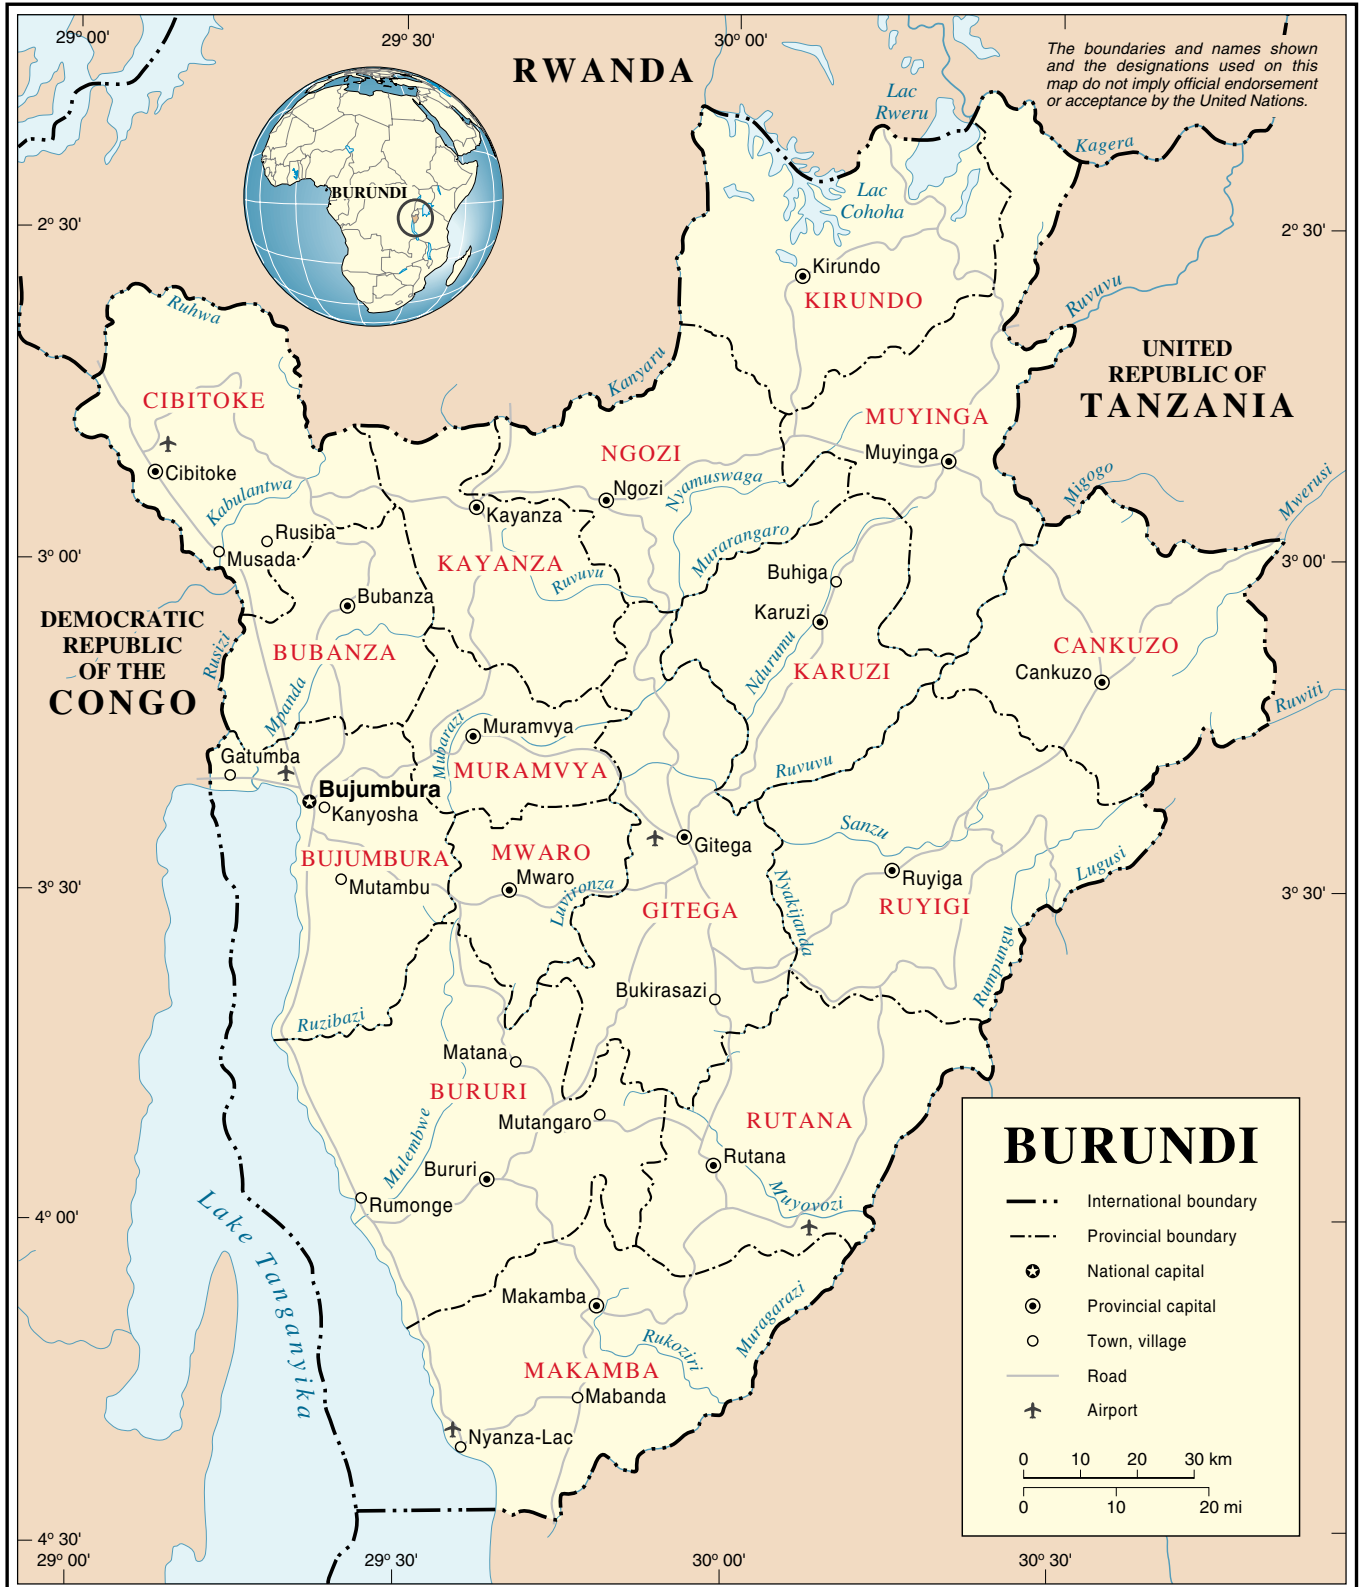 29° 00'
29° 30'
30° 00'
The boundaries and names shown
and the designations used on this
map do not imply official endorsement
or acceptance by the United Nations.
RWANDA
Lac
Rweru
Kagera
BURUNDI
Lac
Cohoha
2° 30'
2° 30'
Kirundo
KIRUNDO
Ruvuvu
Ruhwa
Kanyaru
UNITED
REPUBLIC OF
TANZANIA
CIBITOKE
MUYINGA
NGOZI
Muyinga
Cibitoke
Kabulantwa
Ngozi
Nyamuswaga
Migogo
Mwerusi
Kayanza
Rusiba
Musada
3° 00'
3° 00'
KAYANZA
Murarangaro
Ruvuvu
Buhiga
Bubanza
Karuzi
DEMOCRATIC
REPUBLIC
OF THE
CONGO
Rusizi
BUBANZA
CANKUZO
Ndurumu
KARUZI
Cankuzo
Mpanda
Ruwiti
Mubarazi
Muramvya
Gatumba
MURAMVYA
Ruvuvu
Bujumbura
Kanyosha
Sanzu
Gitega
BUJUMBURA
MWARO
Mwaro
Mutambu
Lugusi
Ruyiga
3° 30'
3° 30'
Luvironza
GITEGA
Nyakijanda
RUYIGI
Rumpungu
Bukirasazi
Ruzibazi
Matana
BURURI
Mutangaro
RUTANA
Mulembwe
Rutana
Bururi
Muyovozi
Rumonge
4° 00'
Lake Tanganyika
Makamba
Muragarazi
Rukoziri
MAKAMBA
Mabanda
Nyanza-Lac
BURUNDI
International boundary
Provincial boundary
National capital
Provincial capital
Town, village
Road
Airport
0 10 20 30 km
0 10 20 mi
4° 30'
29° 00'
29° 30'
30° 00'
30° 30'